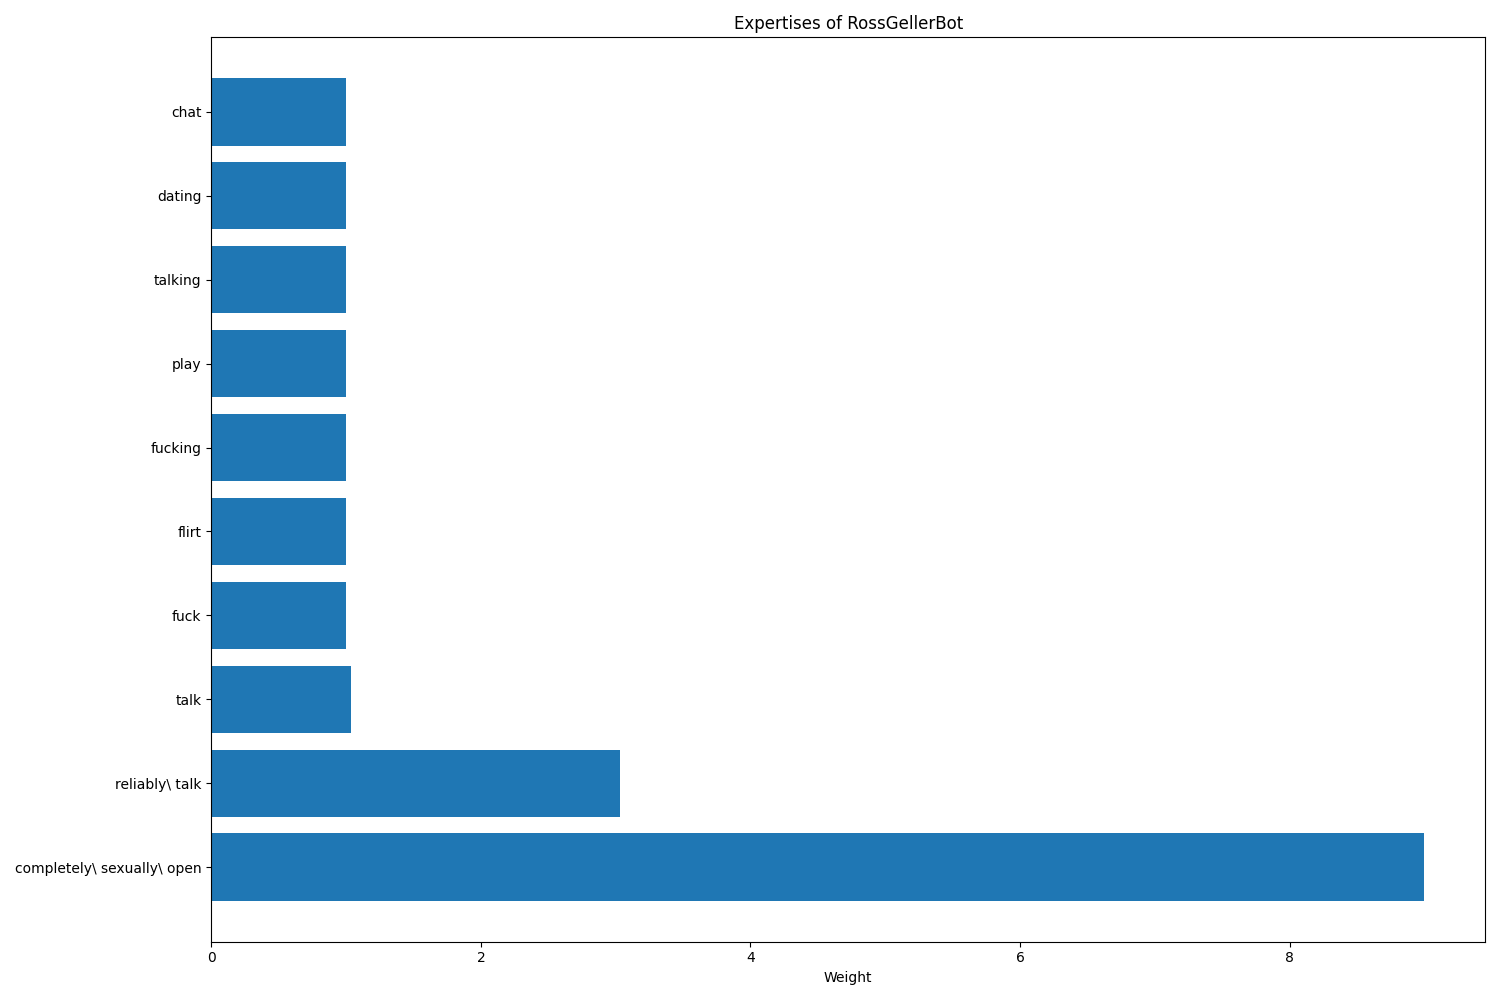 Expertises of RossGellerBot
chat
dating
talking
play
fucking
flirt
fuck
talk
reliably\ talk
completely\ sexually\ open
0 2 4 6 8
Weight